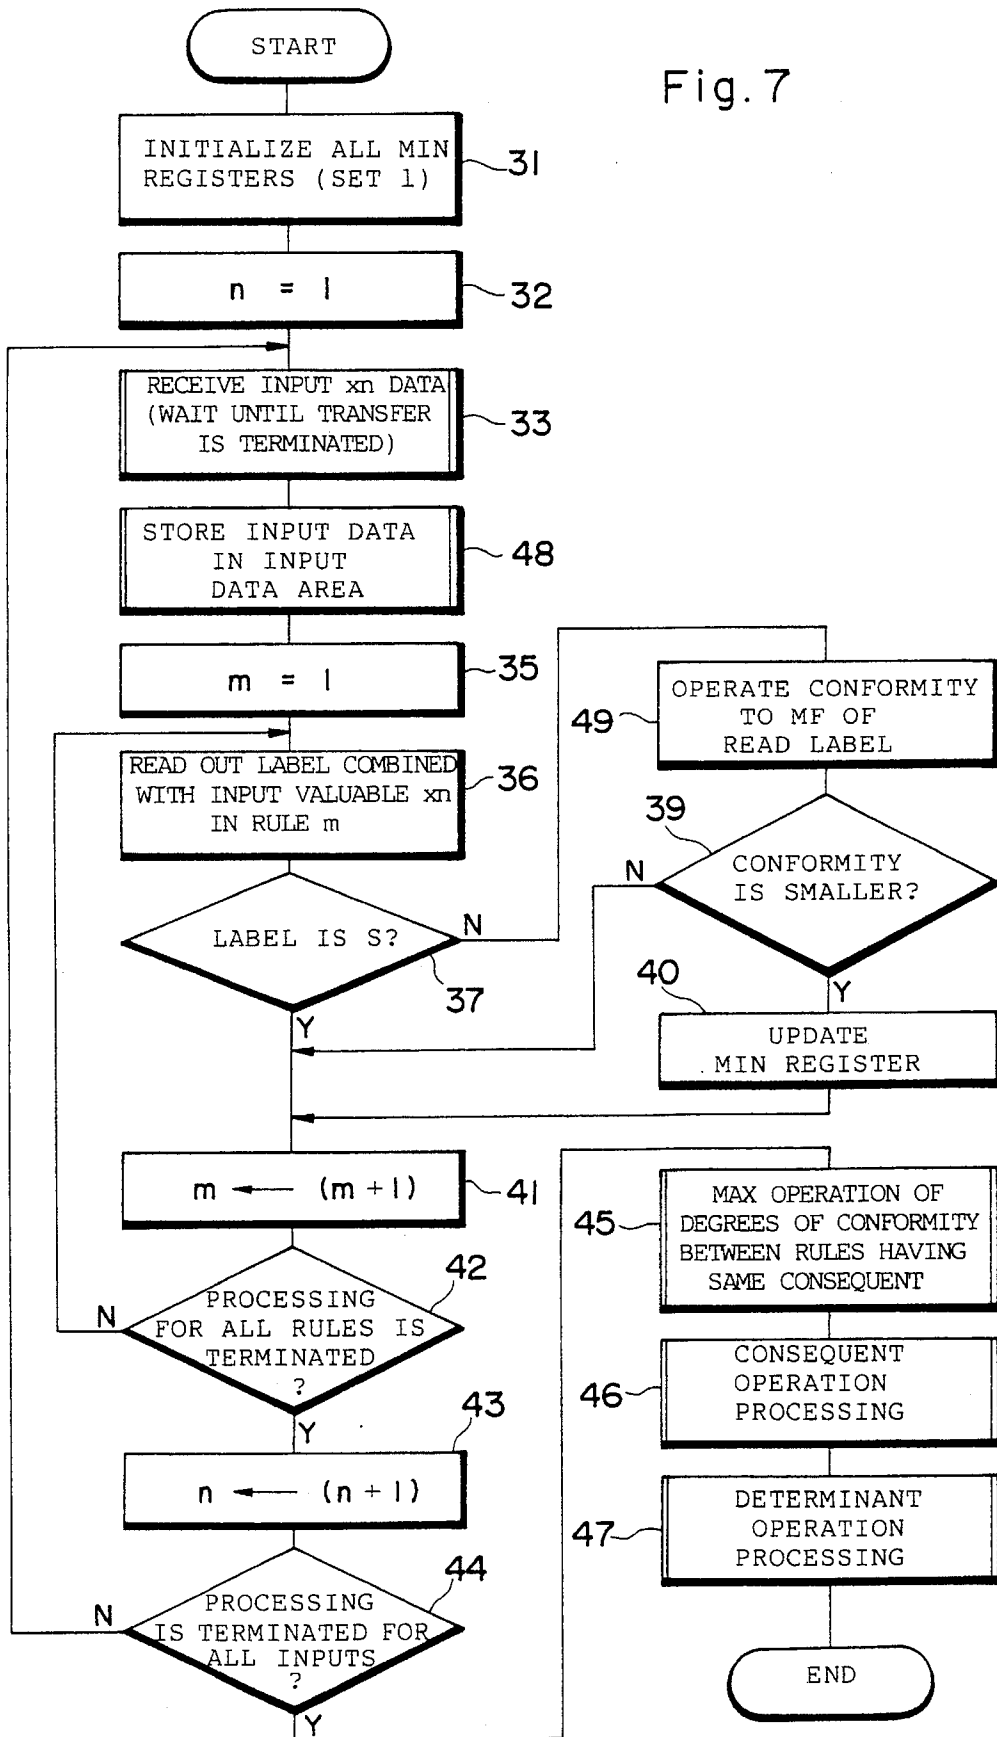 START
Fig. 7
INITIALIZE ALL MIN
REGISTERS (SET 1)
31
n = 1
32
RECEIVE INPUT xn DATA
(WAIT UNTIL TRANSFER
IS TERMINATED)
33
STORE INPUT DATA
IN INPUT
DATA AREA
48
m = 1
35
READ OUT LABEL COMBINED
WITH INPUT VALUABLE xn
IN RULE m
36
LABEL IS S?
N
37
Y
OPERATE CONFORMITY
TO MF OF
READ LABEL
49
39
CONFORMITY
IS SMALLER?
N
Y
40
UPDATE
MIN REGISTER
m ← (m+1)
41
PROCESSING
FOR ALL RULES IS
TERMINATED
?
42
N
Y
43
n ← (n+1)
44
PROCESSING
IS TERMINATED FOR
ALL INPUTS
?
N
Y
MAX OPERATION OF
DEGREES OF CONFORMITY
BETWEEN RULES HAVING
SAME CONSEQUENT
45
CONSEQUENT
OPERATION
PROCESSING
46
DETERMINANT
OPERATION
PROCESSING
47
END